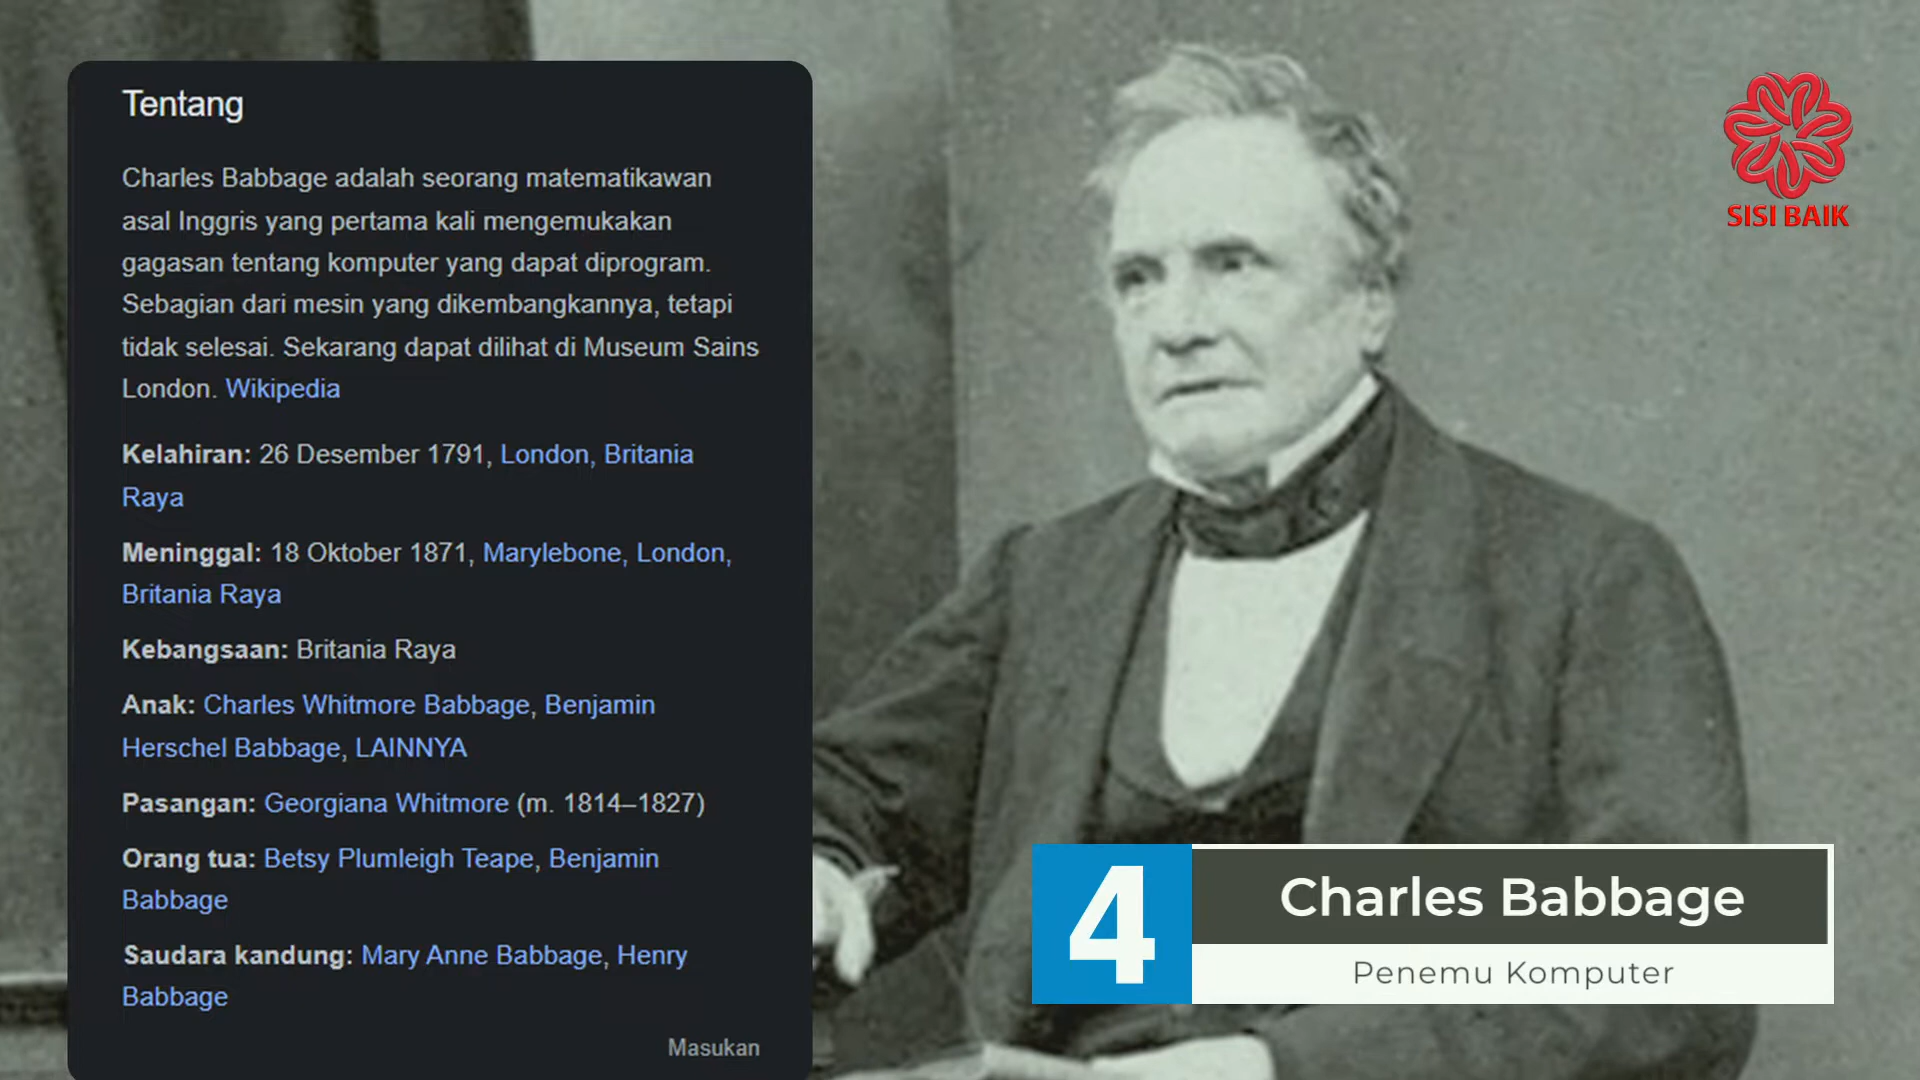 Tentang
Charles Babbage adalah seorang matematikawan
asal Inggris yang pertama kali mengemukakan
gagasan tentang komputer yang dapat diprogram.
Sebagian dari mesin yang dikembangkannya, tetapi
tidak selesai. Sekarang dapat dilihat di Museum Sains
London. Wikipedia
Kelahiran: 26 Desember 1791, London, Britania
Raya
Meninggal: 18 Oktober 1871, Marylebone, London,
Britania Raya
Kebangsaan: Britania Raya
Anak: Charles Whitmore Babbage, Benjamin
Herschel Babbage, LAINNYA
Pasangan: Georgiana Whitmore (m. 1814–1827)
Orang tua: Betsy Plumleigh Teape, Benjamin
Babbage
Saudara kandung: Mary Anne Babbage, Henry
Babbage
Masukan
SISI BAIK
4
Charles Babbage
Penemu Komputer